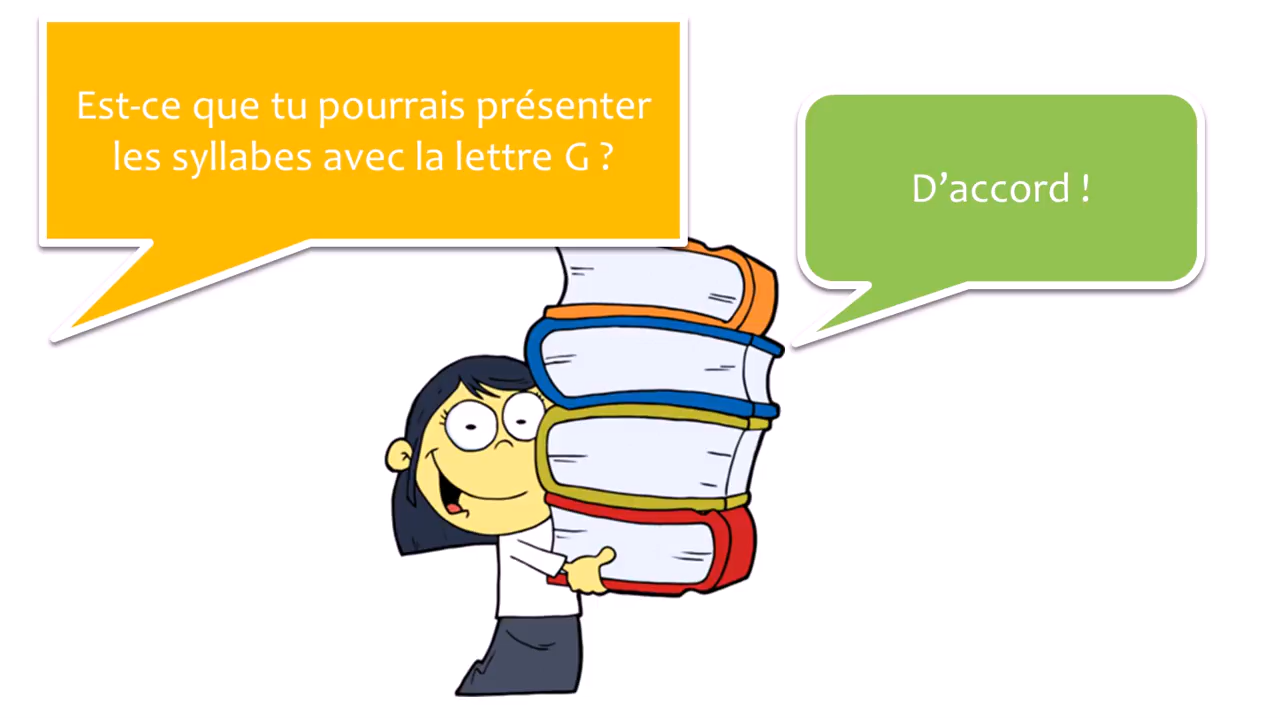 Est-ce que tu pourrais présenter
les syllabes avec la lettre G ?
D’accord !